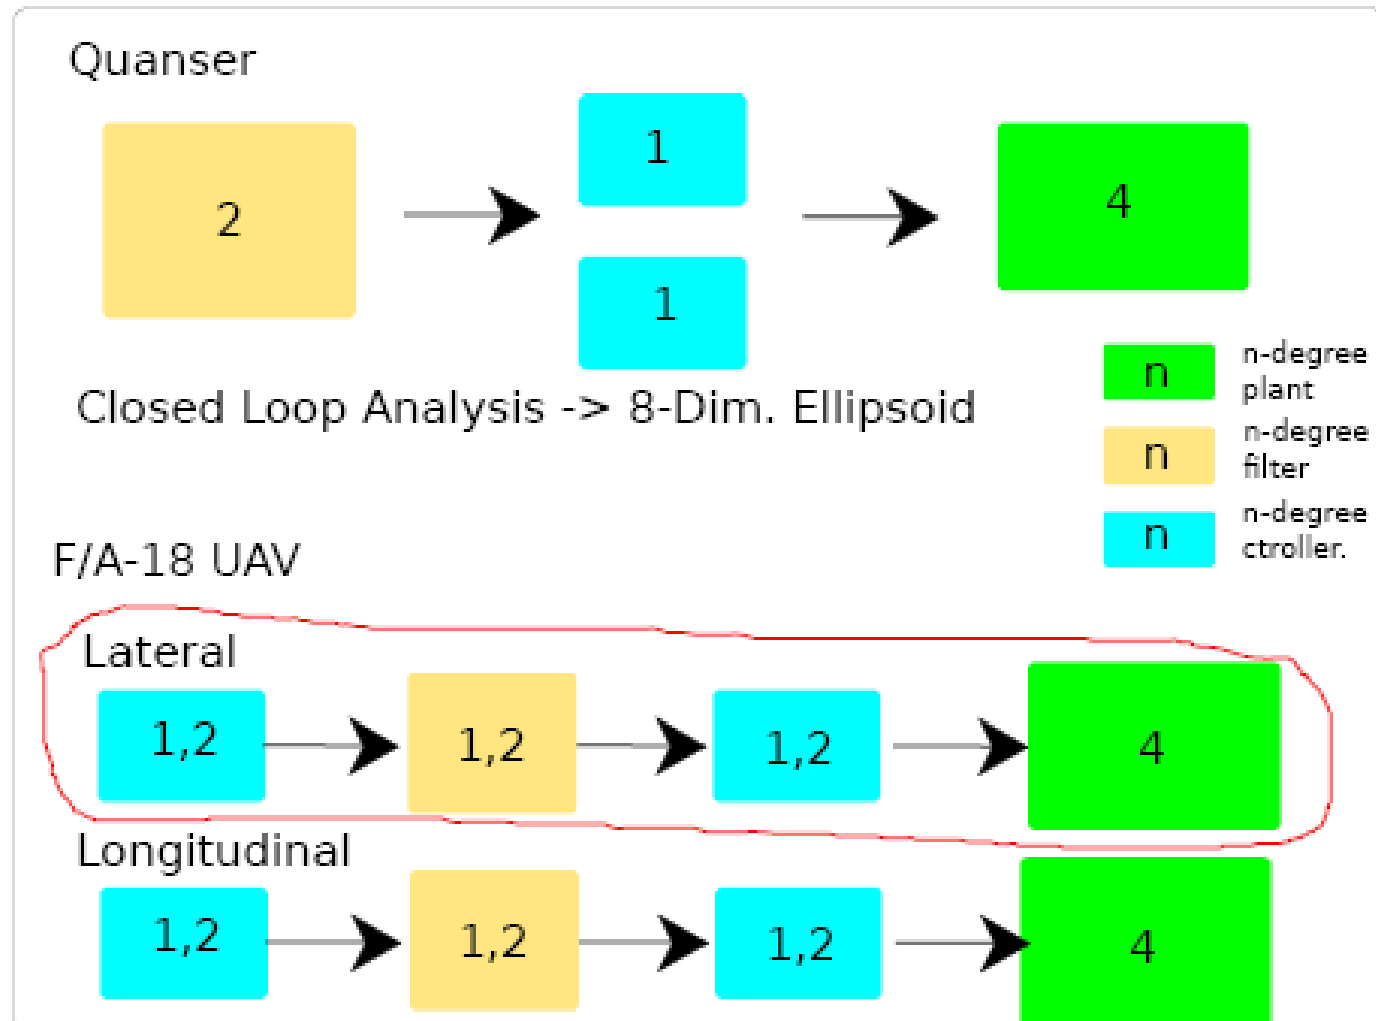 Quanser
2
1
1
4
Closed Loop Analysis -> 8-Dim. Ellipsoid
n
n-degree
plant
n
n-degree
filter
n
n-degree
ctroller.
F/A-18 UAV
Lateral
1,2
1,2
1,2
4
Longitudinal
1,2
1,2
1,2
4